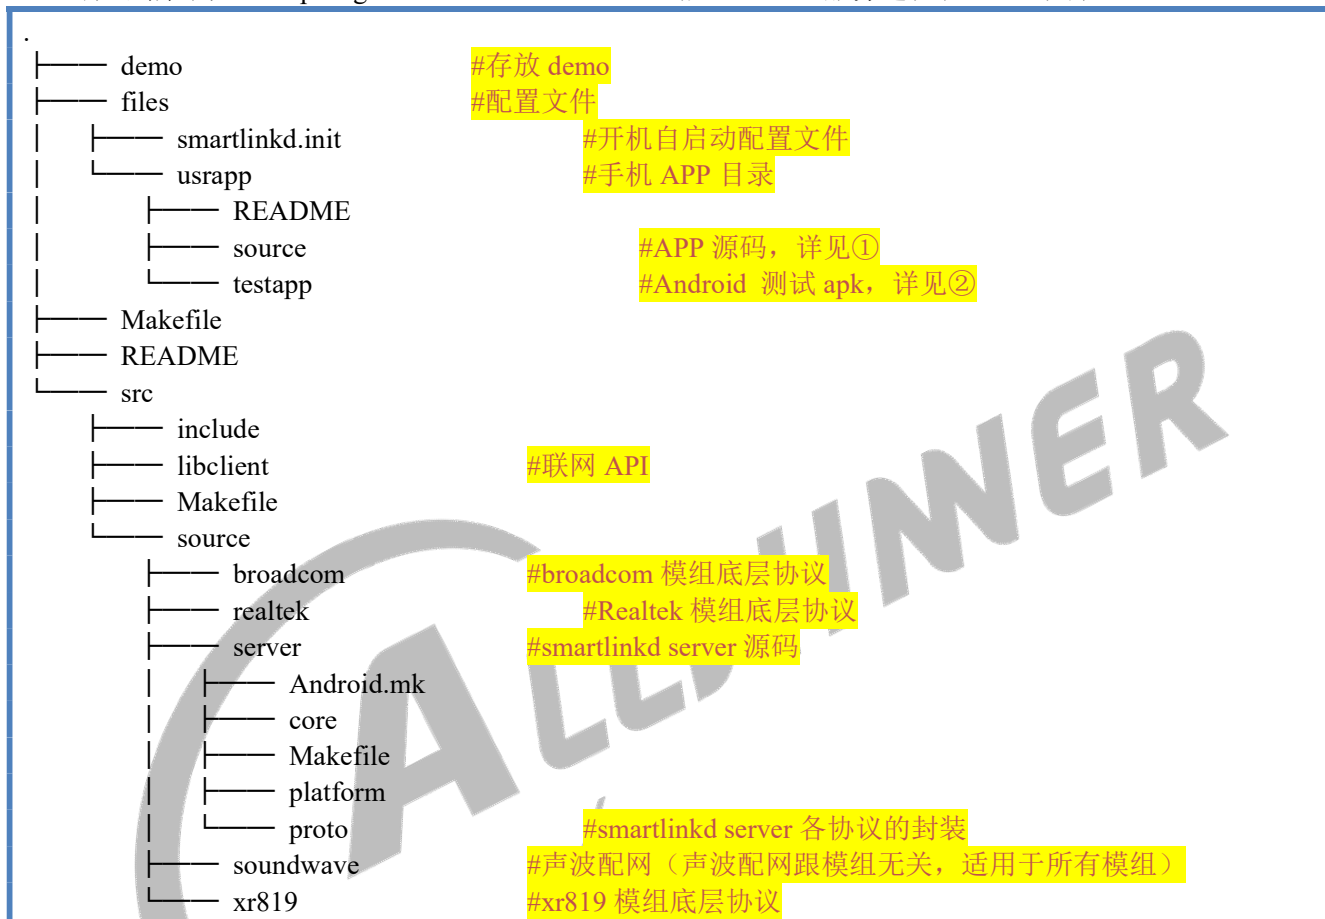 .
├── demo #存放 demo
├── files #配置文件
│ ├── smartlinkd.init #开机自启动配置文件
│ └── usrapp #手机 APP 目录
│ ├── README
│ ├── source #APP 源码，详见①
│ └── testapp #Android 测试 apk，详见②
├── Makefile
├── README
└── src
├── include
├── libclient #联网 API
├── Makefile
└── source
├── broadcom #broadcom 模组底层协议
├── realtek #Realtek 模组底层协议
├── server #smartlinkd server 源码
│ ├── Android.mk
│ ├── core
│ ├── Makefile
│ ├── platform
│ └── proto #smartlinkd server 各协议的封装
├── soundwave #声波配网（声波配网跟模组无关，适用于所有模组）
└── xr819 #xr819 模组底层协议
ALLWINNER